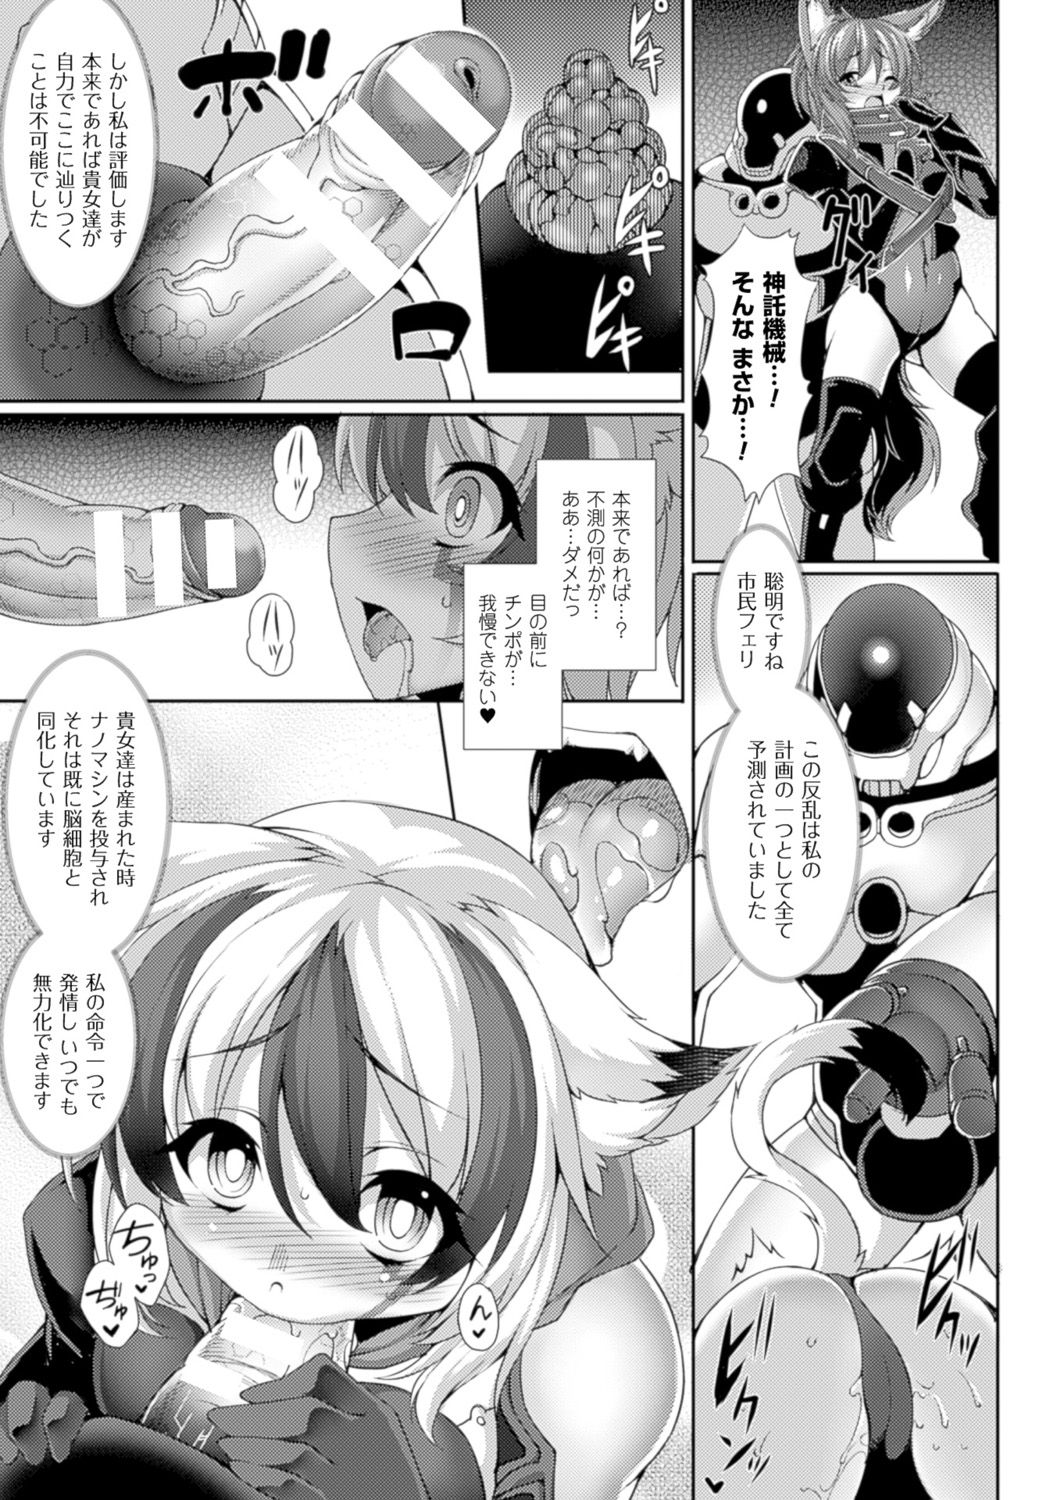 神託機械…！
そんな まさか…！
グイィ
聡明ですね
市民フェリ
この反乱は私の
計画の一つとして全て
予測されていました
ピキ
ピキ
ボ
ロ
しかし私は評価します
本来であれば貴女達が
自力でここに辿りつく
ことは不可能でした
本来であれば…？
不測の何かが…
ああ…ダメだっ
目の前に
チンポが…
我慢できない♥
貴女達は産まれた時
ナノマシンを投与され
それは既に脳細胞と
同化しています
私の命令一つで
発情し いつでも
無力化できます
ちゅっ♥
ぢゅ♥
ん♥